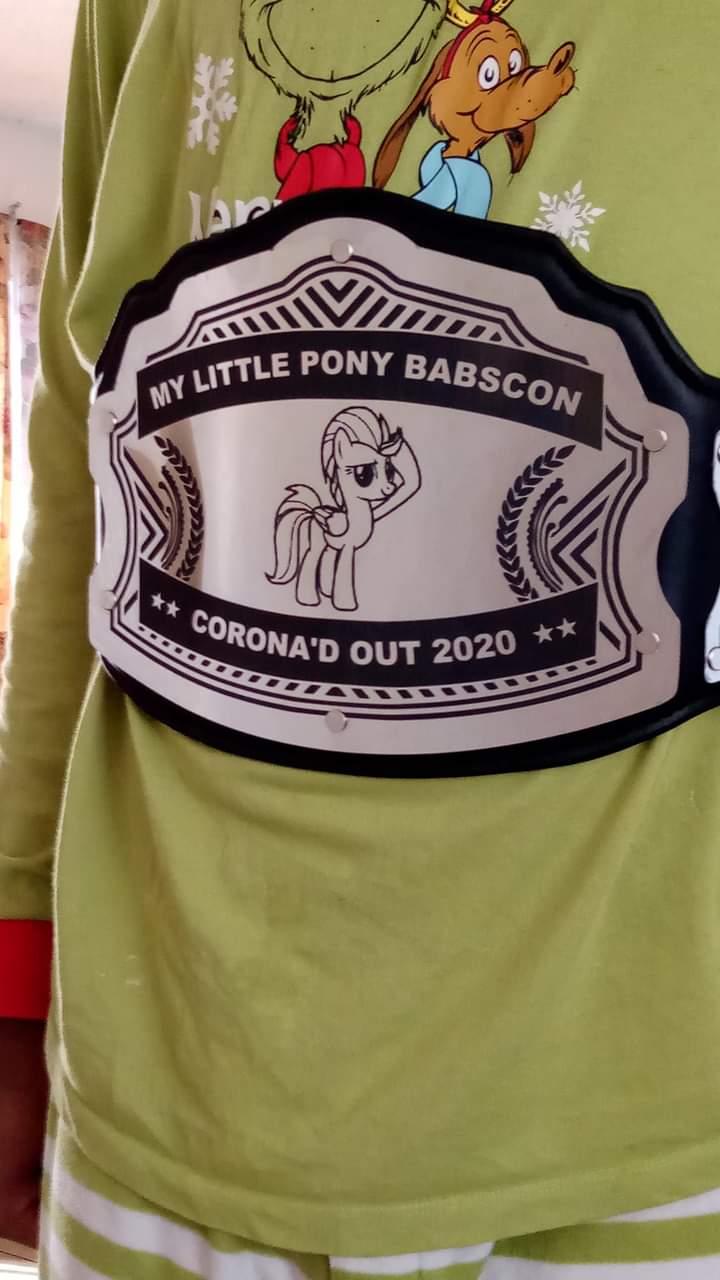 MY LITTLE PONY BABSCON
★★ CORONA'D OUT 2020 ★★